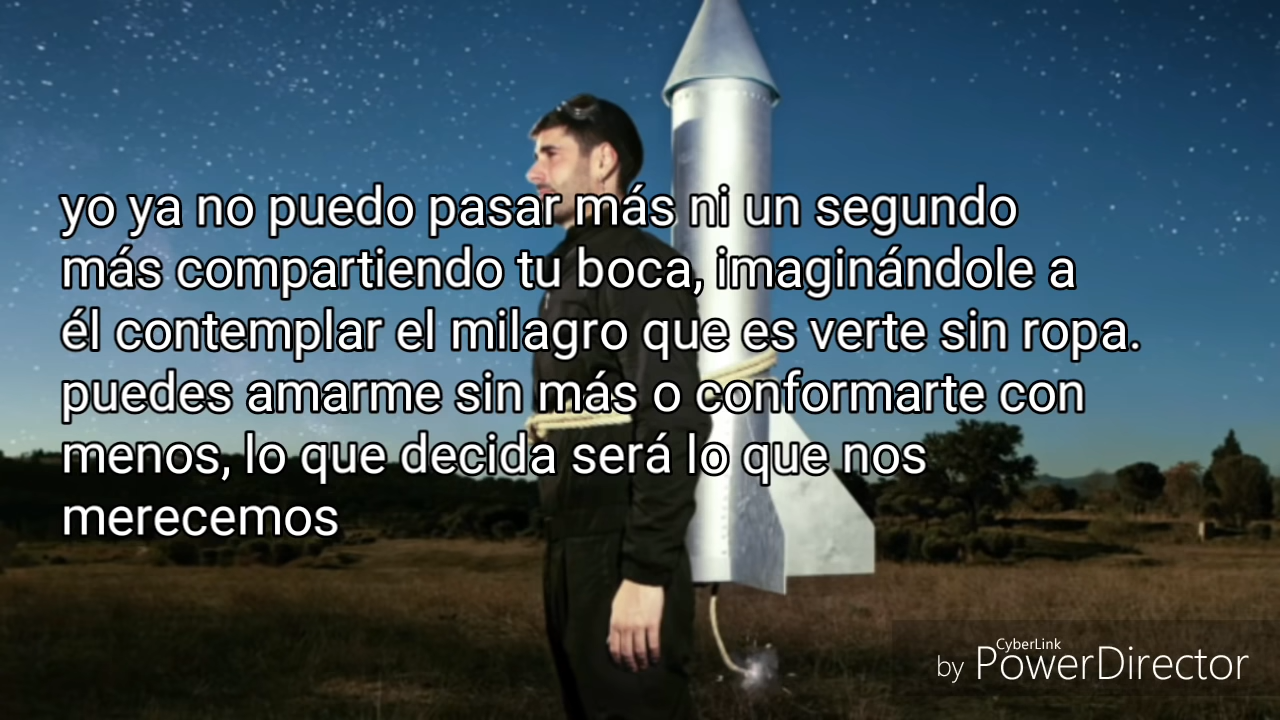 yo ya no puedo pasar más ni un segundo
más compartiendo tu boca, imaginándole a
él contemplar el milagro que es verte sin ropa.
puedes amarme sin más o conformarte con
menos, lo que decida será lo que nos
merecemos
CyberLink
by PowerDirector